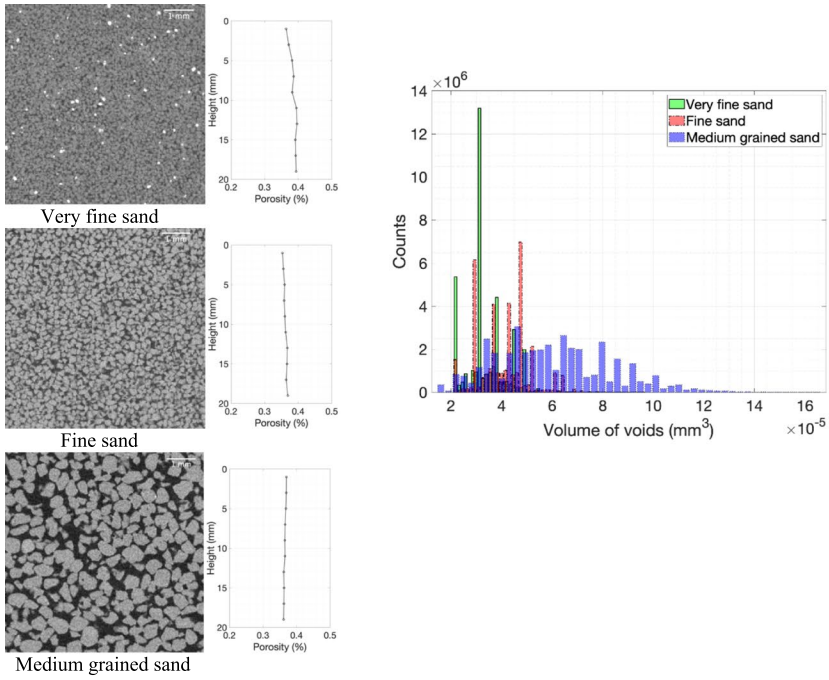 1 mm
0
5
10
15
20
0.2 0.3 0.4 0.5
Height (mm)
Porosity (%)
Very fine sand
1 mm
0
5
10
15
20
0.2 0.3 0.4 0.5
Height (mm)
Porosity (%)
Fine sand
1 mm
0
5
10
15
20
0.2 0.3 0.4 0.5
Height (mm)
Porosity (%)
Medium grained sand
×10⁶
14
12
10
8
6
4
2
0
Counts
Very fine sand
Fine sand
Medium grained sand
2 4 6 8 10 12 14 16
Volume of voids (mm³)
×10⁻⁵